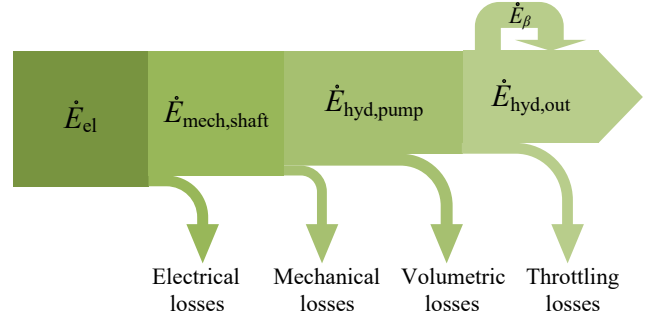 Ė_β
Ė_el
Ė_mech,shaft
Ė_hyd,pump
Ė_hyd,out
Electrical
losses
Mechanical
losses
Volumetric
losses
Throttling
losses